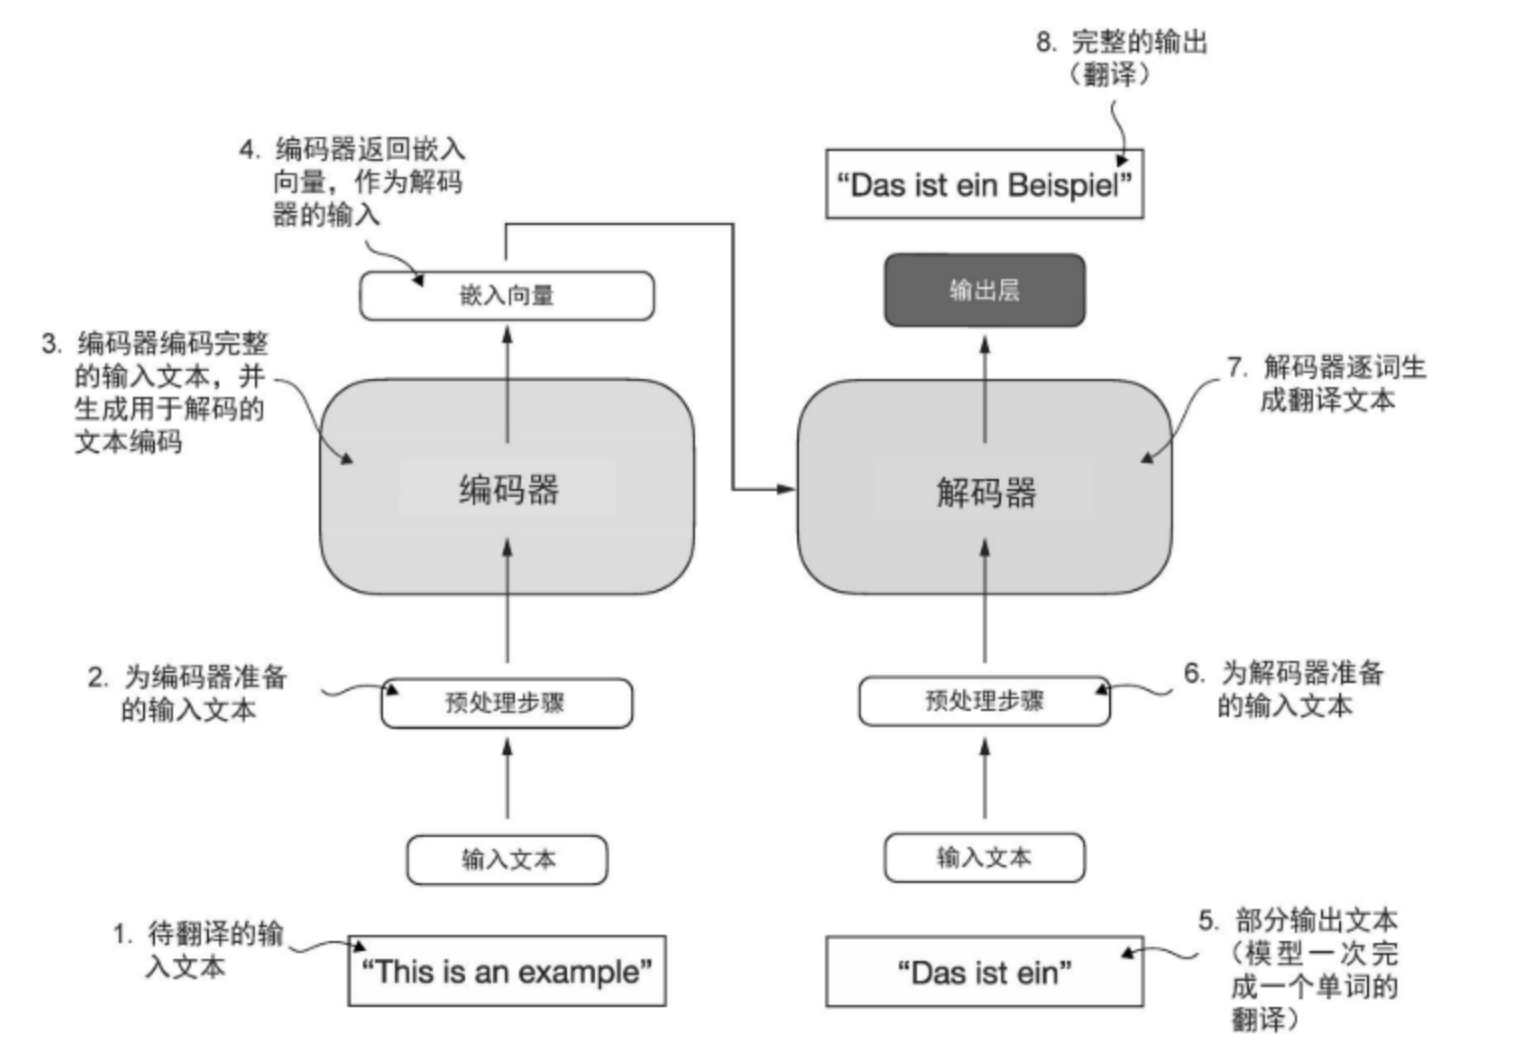 8. 完整的输出
（翻译）
“Das ist ein Beispiel”
4. 编码器返回嵌入
向量，作为解码
器的输入
嵌入向量
输出层
3. 编码器编码完整
的输入文本，并
生成用于解码的
文本编码
7. 解码器逐词生
成翻译文本
编码器
解码器
2. 为编码器准备
的输入文本
预处理步骤
预处理步骤
6. 为解码器准备
的输入文本
输入文本
输入文本
1. 待翻译的输
入文本
“This is an example”
“Das ist ein”
5. 部分输出文本
（模型一次完
成一个单词的
翻译）